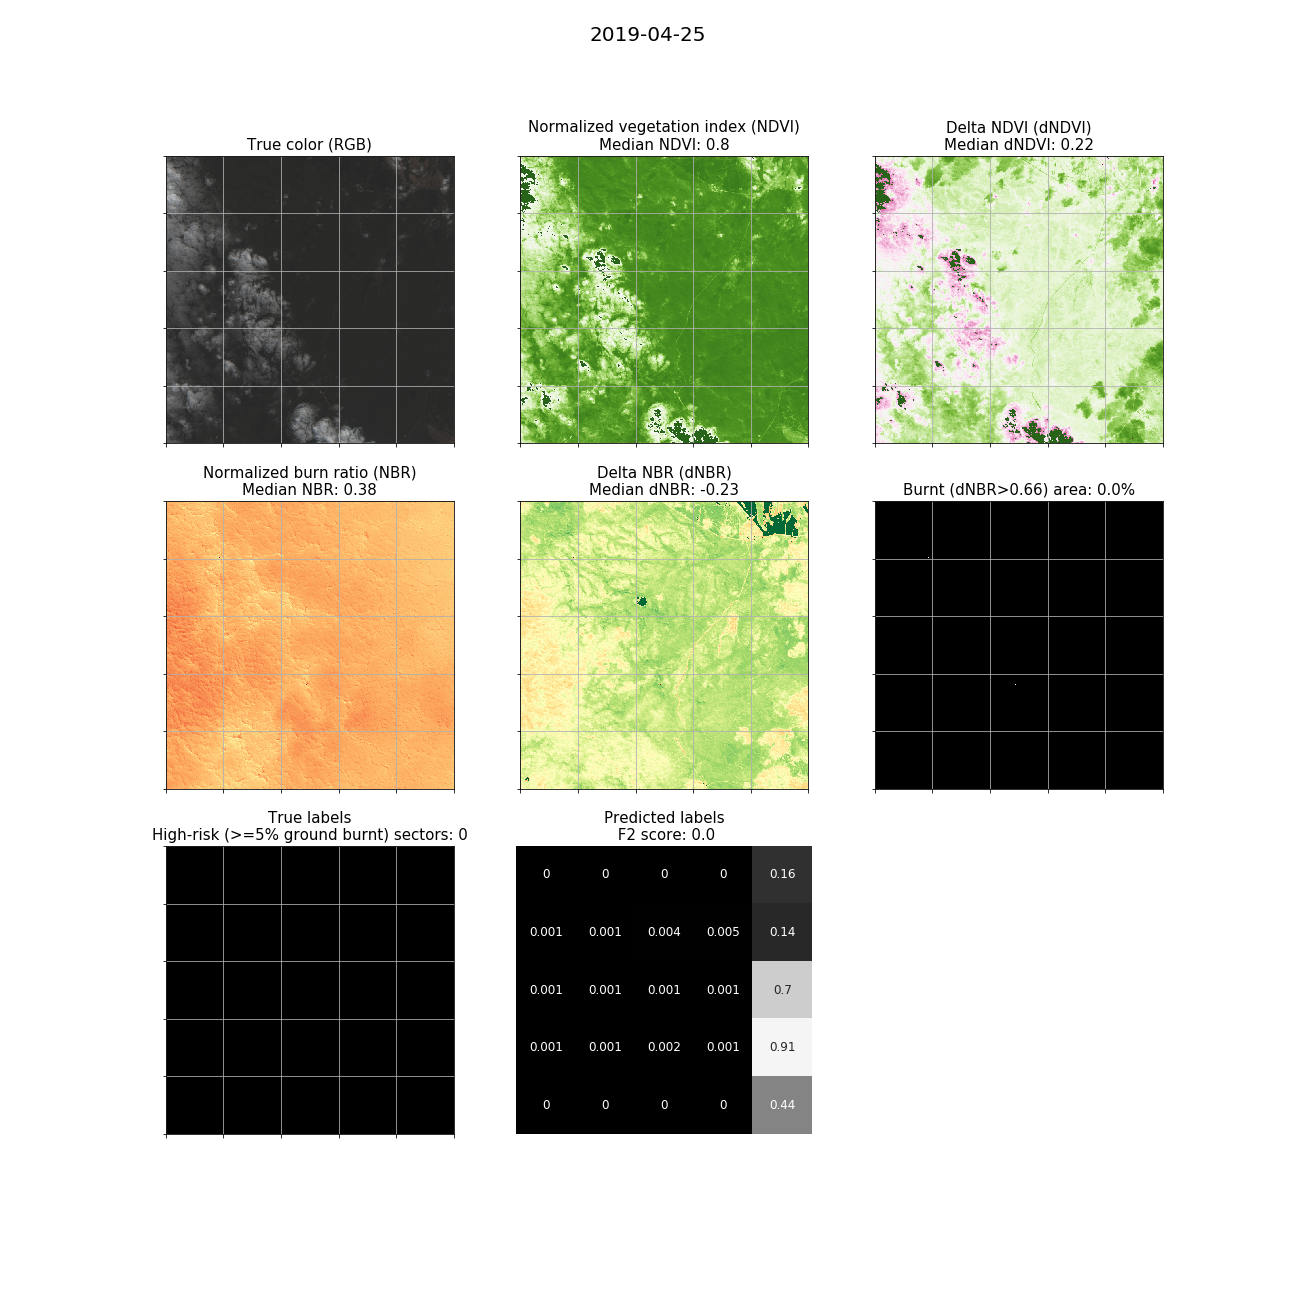 2019-04-25
True color (RGB)
Normalized vegetation index (NDVI)
Median NDVI: 0.8
Delta NDVI (dNDVI)
Median dNDVI: 0.22
Normalized burn ratio (NBR)
Median NBR: 0.38
Delta NBR (dNBR)
Median dNBR: -0.23
Burnt (dNBR>0.66) area: 0.0%
True labels
High-risk (>=5% ground burnt) sectors: 0
Predicted labels
F2 score: 0.0
0 0 0 0 0.16
0.001 0.001 0.004 0.005 0.14
0.001 0.001 0.001 0.001 0.7
0.001 0.001 0.002 0.001 0.91
0 0 0 0 0.44